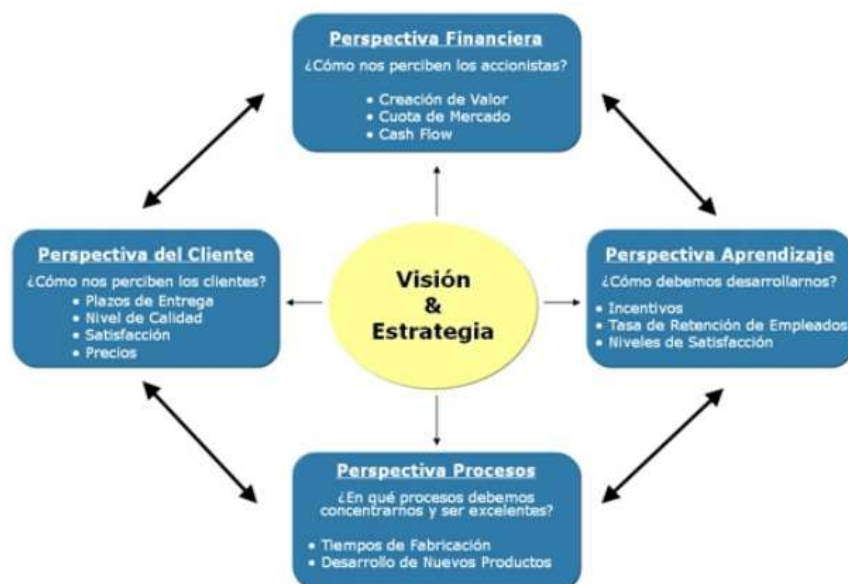 Perspectiva Financiera
¿Cómo nos perciben los accionistas?
• Creación de Valor
• Cuota de Mercado
• Cash Flow
Perspectiva del Cliente
¿Cómo nos perciben los clientes?
• Plazos de Entrega
• Nivel de Calidad
• Satisfacción
• Precios
Visión
&
Estrategia
Perspectiva Aprendizaje
¿Cómo debemos desarrollarnos?
• Incentivos
• Tasa de Retención de Empleados
• Niveles de Satisfacción
Perspectiva Procesos
¿En qué procesos debemos
concentrarnos y ser excelentes?
• Tiempos de Fabricación
• Desarrollo de Nuevos Productos